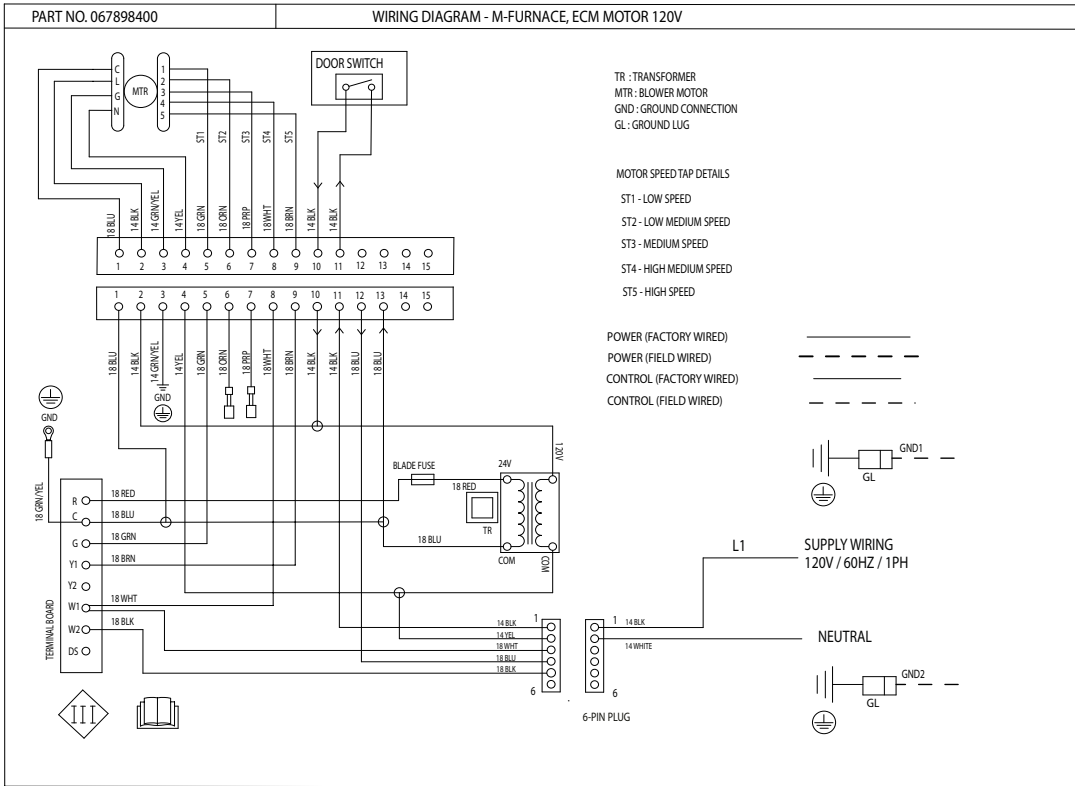 PART NO. 067898400
WIRING DIAGRAM - M-FURNACE, ECM MOTOR 120V
DOOR SWITCH
C
L
G
N
MTR
1
2
3
4
5
ST1
ST2
ST3
ST4
ST5
18 BLU
14 BLK
14 GRN/YEL
14YEL
18 GRN
18 ORN
18 PRP
18WHT
18 BRN
14 BLK
14 BLK
1 2 3 4 5 6 7 8 9 10 11 12 13 14 15
1 2 3 4 5 6 7 8 9 10 11 12 13 14 15
18 BLU
14 BLK
14 GRN/YEL
14YEL
18 GRN
18 ORN
18 PRP
18WHT
18 BRN
14 BLK
14 BLK
18 BLU
18 BLU
GND
GND
18 GRN/YEL
TERMINAL BOARD
R
C
G
Y1
Y2
W1
W2
DS
18 RED
18 BLU
18 GRN
18 BRN
18 WHT
18 BLK
BLADE FUSE
24V
120V
18 RED
TR
18 BLU
COM
COM
III
1
14 BLK
14 YEL
18 WHT
18 BLU
18 BLK
6
1
14 BLK
14 WHITE
6
6-PIN PLUG
TR : TRANSFORMER
MTR : BLOWER MOTOR
GND : GROUND CONNECTION
GL : GROUND LUG
MOTOR SPEED TAP DETAILS
ST1 - LOW SPEED
ST2 - LOW MEDIUM SPEED
ST3 - MEDIUM SPEED
ST4 - HIGH MEDIUM SPEED
ST5 - HIGH SPEED
POWER (FACTORY WIRED)
POWER (FIELD WIRED)
CONTROL (FACTORY WIRED)
CONTROL (FIELD WIRED)
GND1
GL
L1
SUPPLY WIRING
120V / 60HZ / 1PH
NEUTRAL
GND2
GL